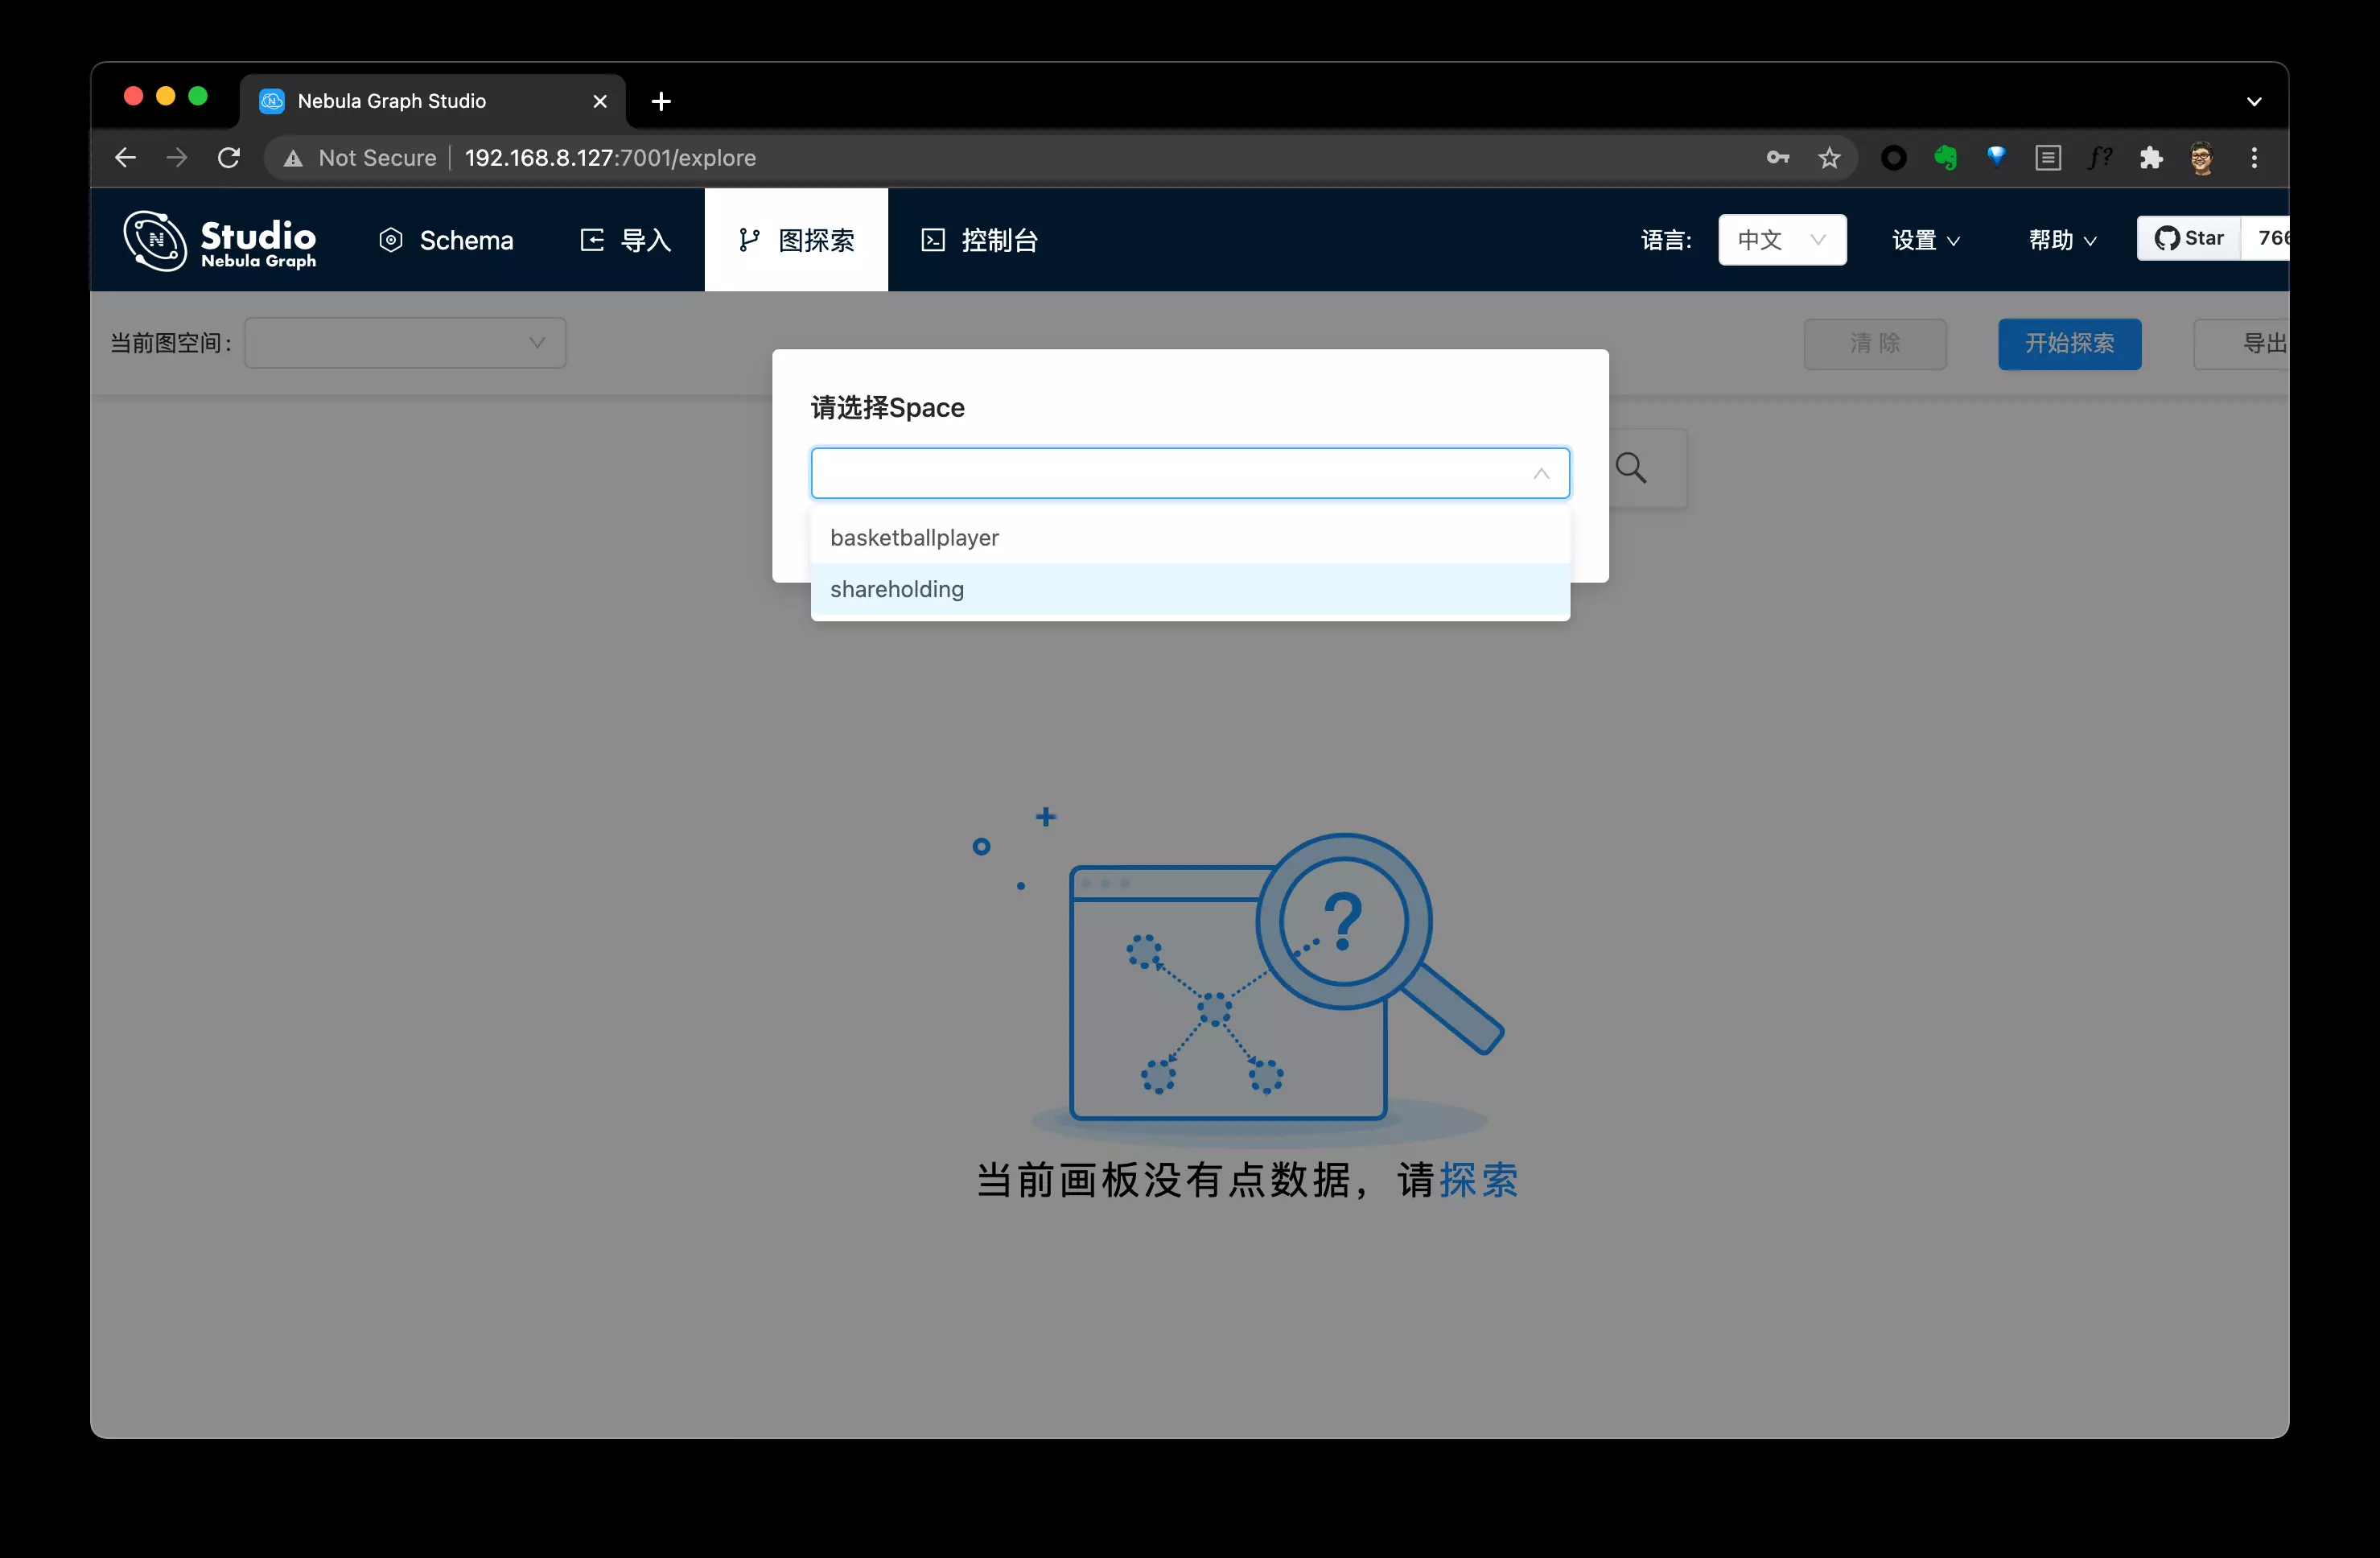 Nebula Graph Studio
Not Secure 192.168.8.127:7001/explore
Studio
Nebula Graph
Schema
导入
图探索
控制台
语言:
中文
设置
帮助
Star
766
当前图空间:
清 除
开始探索
导出
请选择Space
basketballplayer
shareholding
?
当前画板没有点数据，请探索